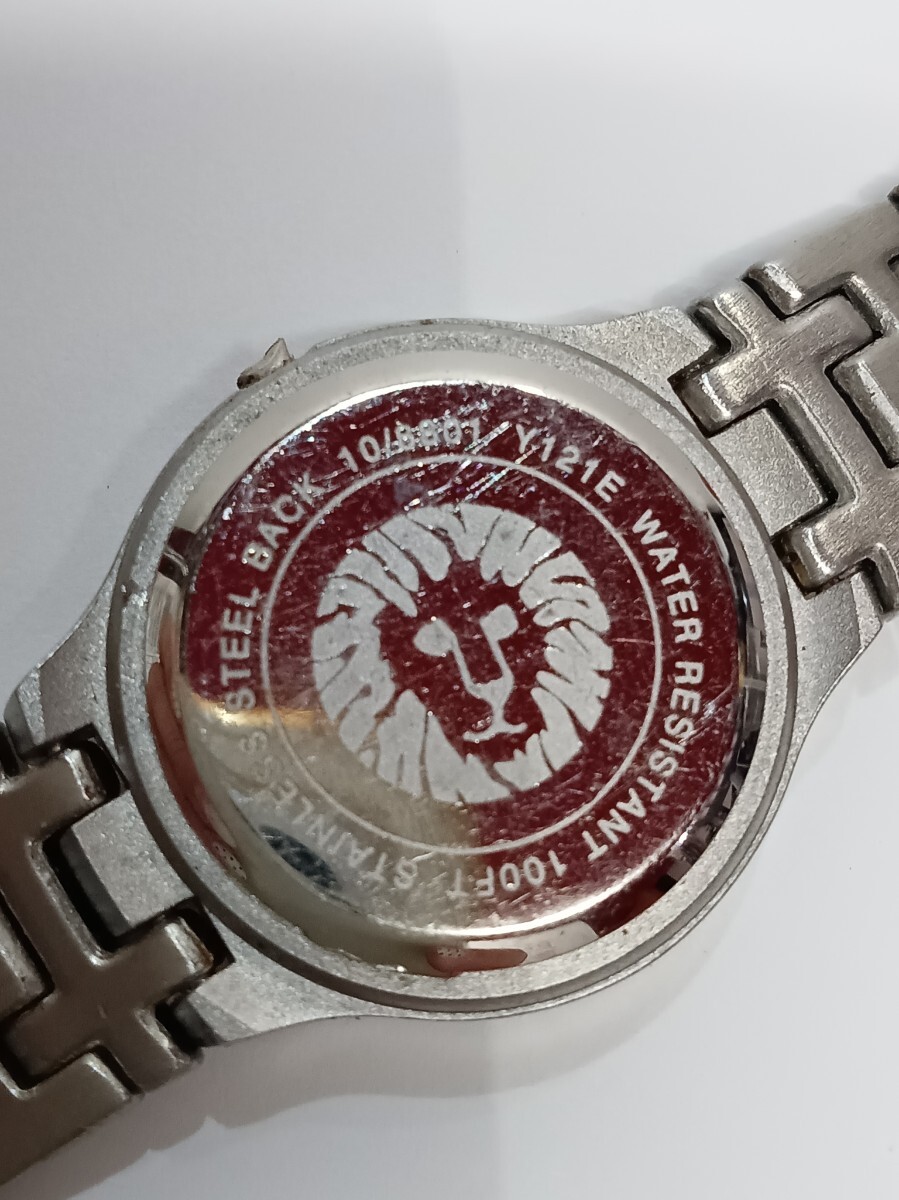 STAINLESS STEEL BACK 10/6801 Y121E WATER RESISTANT 100FT